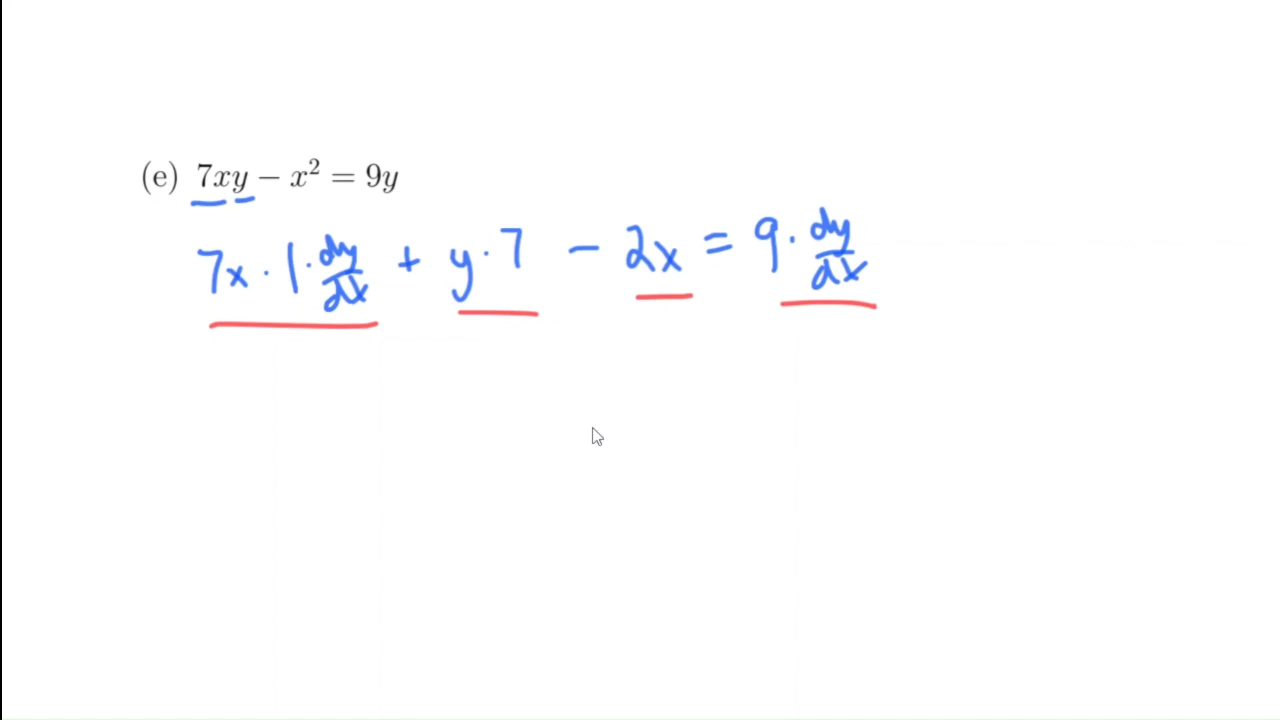 (e) 7xy − x² = 9y
7x · 1 · dy/dx + y · 7 − 2x = 9 · dy/dx